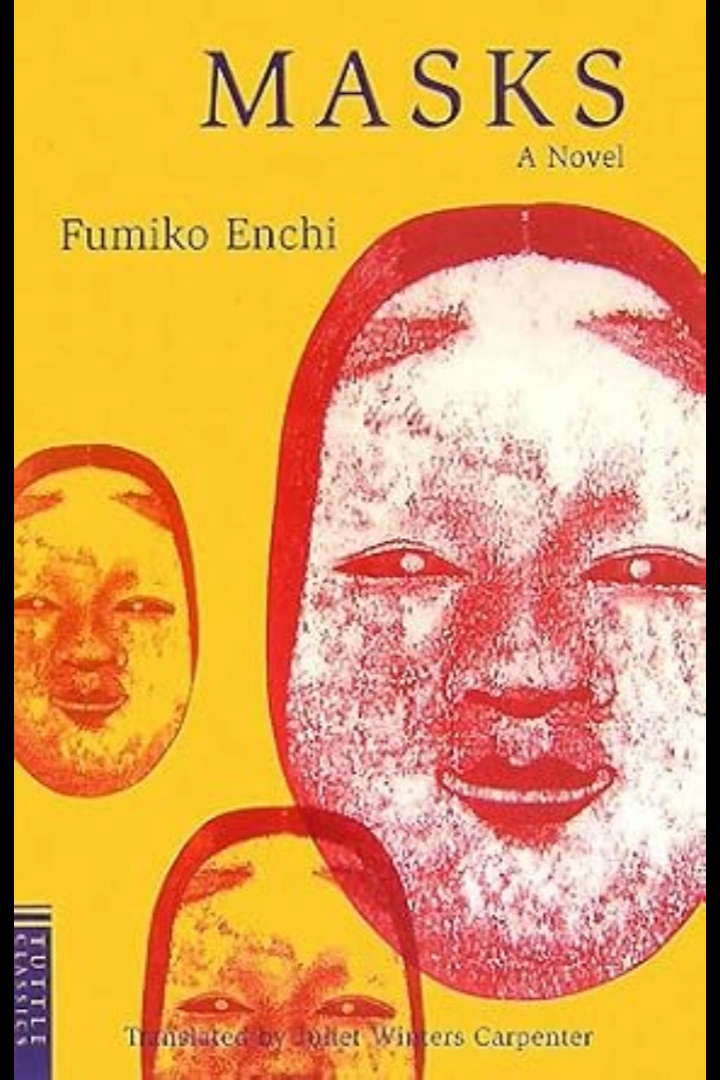 MASKS
A Novel
Fumiko Enchi
TUTTLE
CLASSICS
Translated by Juliet Winters Carpenter